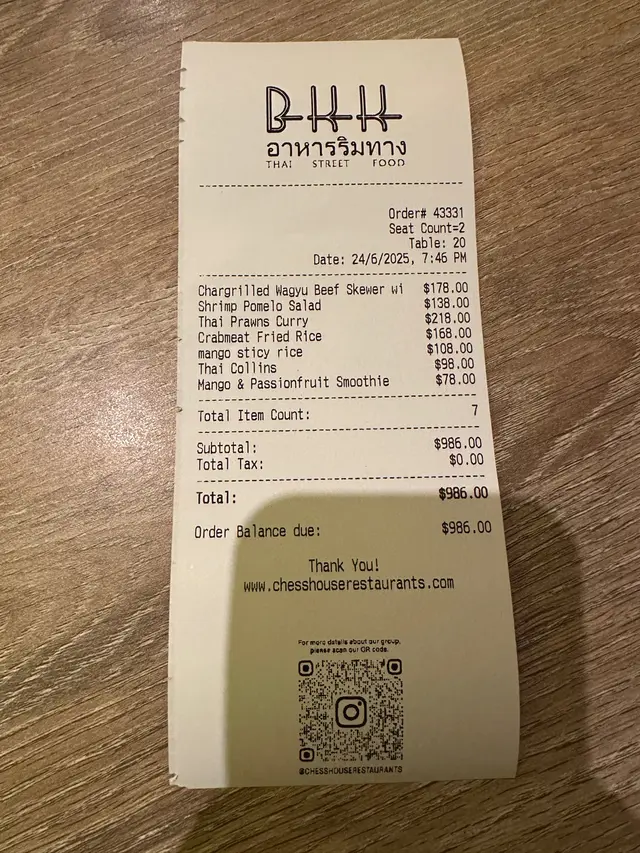 BKK
อาหารริมทาง
THAI STREET FOOD
Order# 43331
Seat Count=2
Table: 20
Date: 24/6/2025, 7:46 PM
Chargrilled Wagyu Beef Skewer wi $178.00
Shrimp Pomelo Salad $138.00
Thai Prawns Curry $218.00
Crabmeat Fried Rice $168.00
mango sticy rice $108.00
Thai Collins $98.00
Mango & Passionfruit Smoothie $78.00
Total Item Count: 7
Subtotal: $986.00
Total Tax: $0.00
Total: $986.00
Order Balance due: $986.00
Thank You!
www.chesshouserestaurants.com
For more details about our group,
please scan our QR code.
@CHESSHOUSERESTAURANTS